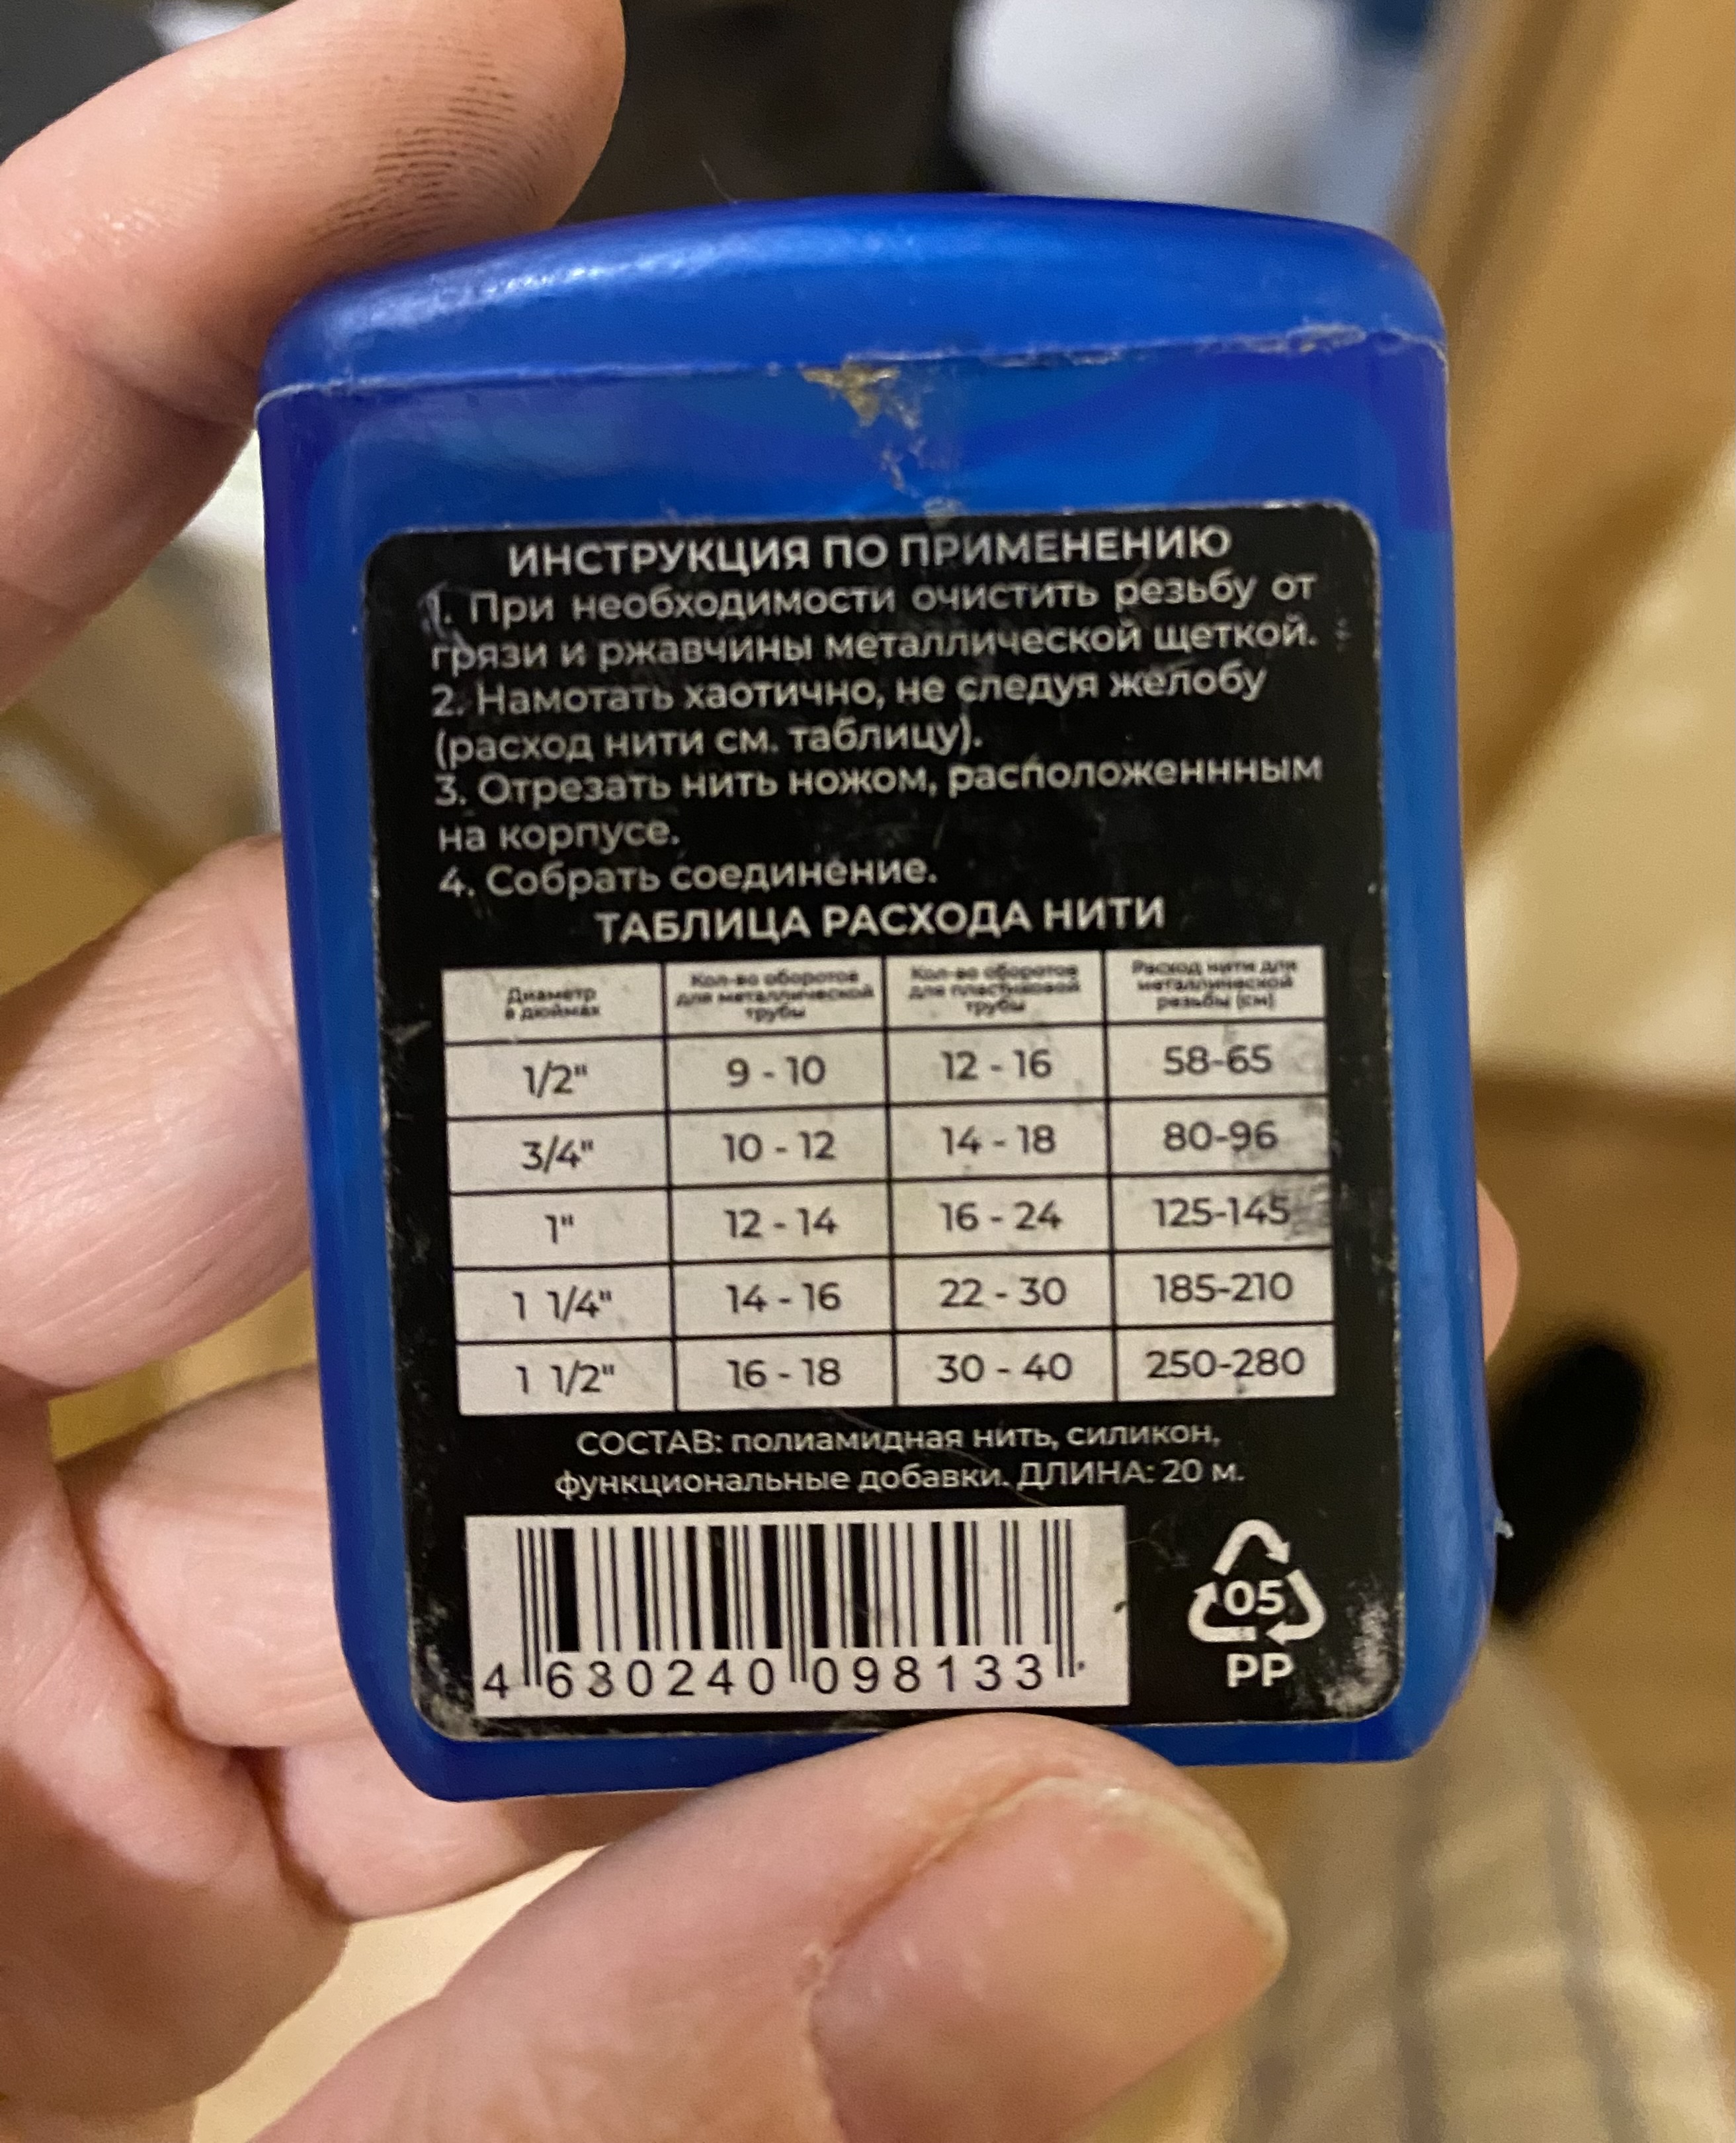 ИНСТРУКЦИЯ ПО ПРИМЕНЕНИЮ
1. При необходимости очистить резьбу от
грязи и ржавчины металлической щеткой.
2. Намотать хаотично, не следуя желобу
(расход нити см. таблицу).
3. Отрезать нить ножом, расположеннным
на корпусе.
4. Собрать соединение.
ТАБЛИЦА РАСХОДА НИТИ
Диаметр в дюймах Кол-во оборотов для металлической трубы Кол-во оборотов для пластиковой трубы Расход нити для металлической резьбы (см)
1/2" 9 - 10 12 - 16 58-65
3/4" 10 - 12 14 - 18 80-96
1" 12 - 14 16 - 24 125-145
1 1/4" 14 - 16 22 - 30 185-210
1 1/2" 16 - 18 30 - 40 250-280
СОСТАВ: полиамидная нить, силикон,
функциональные добавки. ДЛИНА: 20 м.
4 630240 098133
05
PP